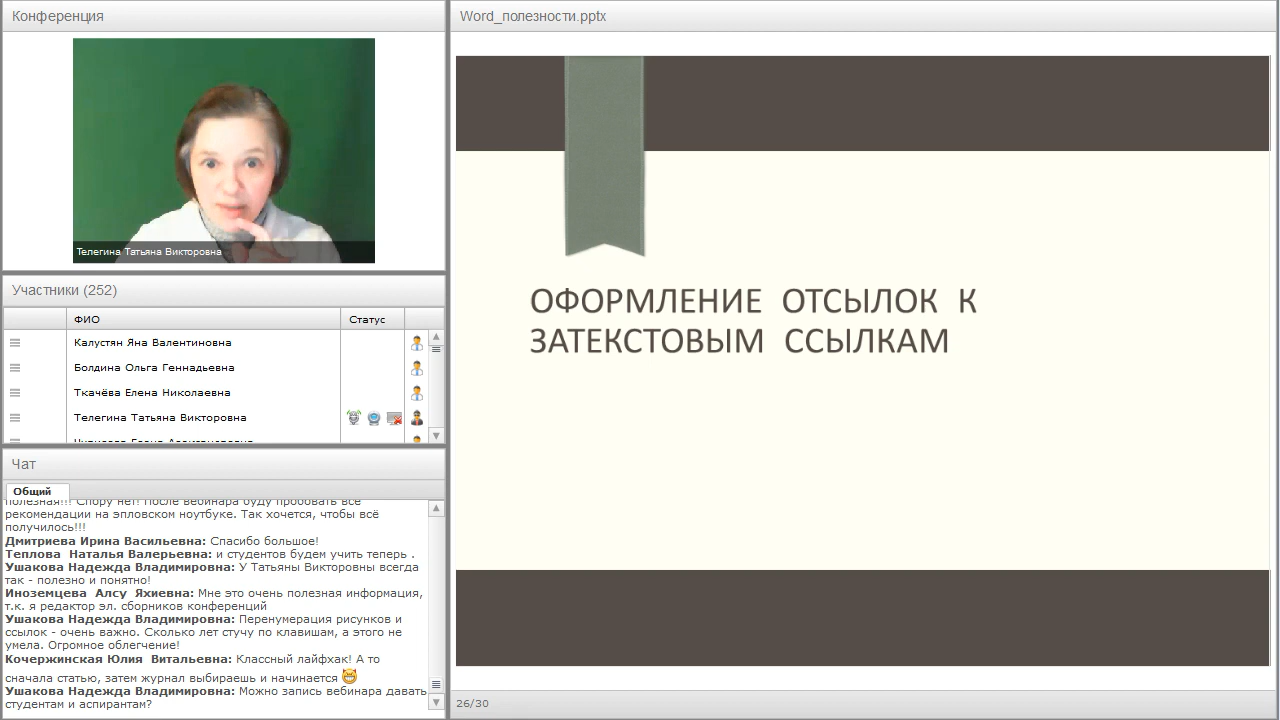 Конференция
Телегина Татьяна Викторовна
Участники (252)
ФИО Статус
Калустян Яна Валентиновна
Болдина Ольга Геннадьевна
Ткачёва Елена Николаевна
Телегина Татьяна Викторовна
Чат
Общий
полезная!!! Спору нет! После вебинара буду пробовать все
рекомендации на эпловском ноутбуке. Так хочется, чтобы всё
получилось!!!
Дмитриева Ирина Васильевна: Спасибо большое!
Теплова Наталья Валерьевна: и студентов будем учить теперь .
Ушакова Надежда Владимировна: У Татьяны Викторовны всегда
так - полезно и понятно!
Иноземцева Алсу Яхиевна: Мне это очень полезная информация,
т.к. я редактор эл. сборников конференций
Ушакова Надежда Владимировна: Перенумерация рисунков и
ссылок - очень важно. Сколько лет стучу по клавишам, а этого не
умела. Огромное облегчение!
Кочержинская Юлия Витальевна: Классный лайфхак! А то
сначала статью, затем журнал выбираешь и начинается
Ушакова Надежда Владимировна: Можно запись вебинара давать
студентам и аспирантам?
Word_полезности.pptx
ОФОРМЛЕНИЕ ОТСЫЛОК К
ЗАТЕКСТОВЫМ ССЫЛКАМ
26/30